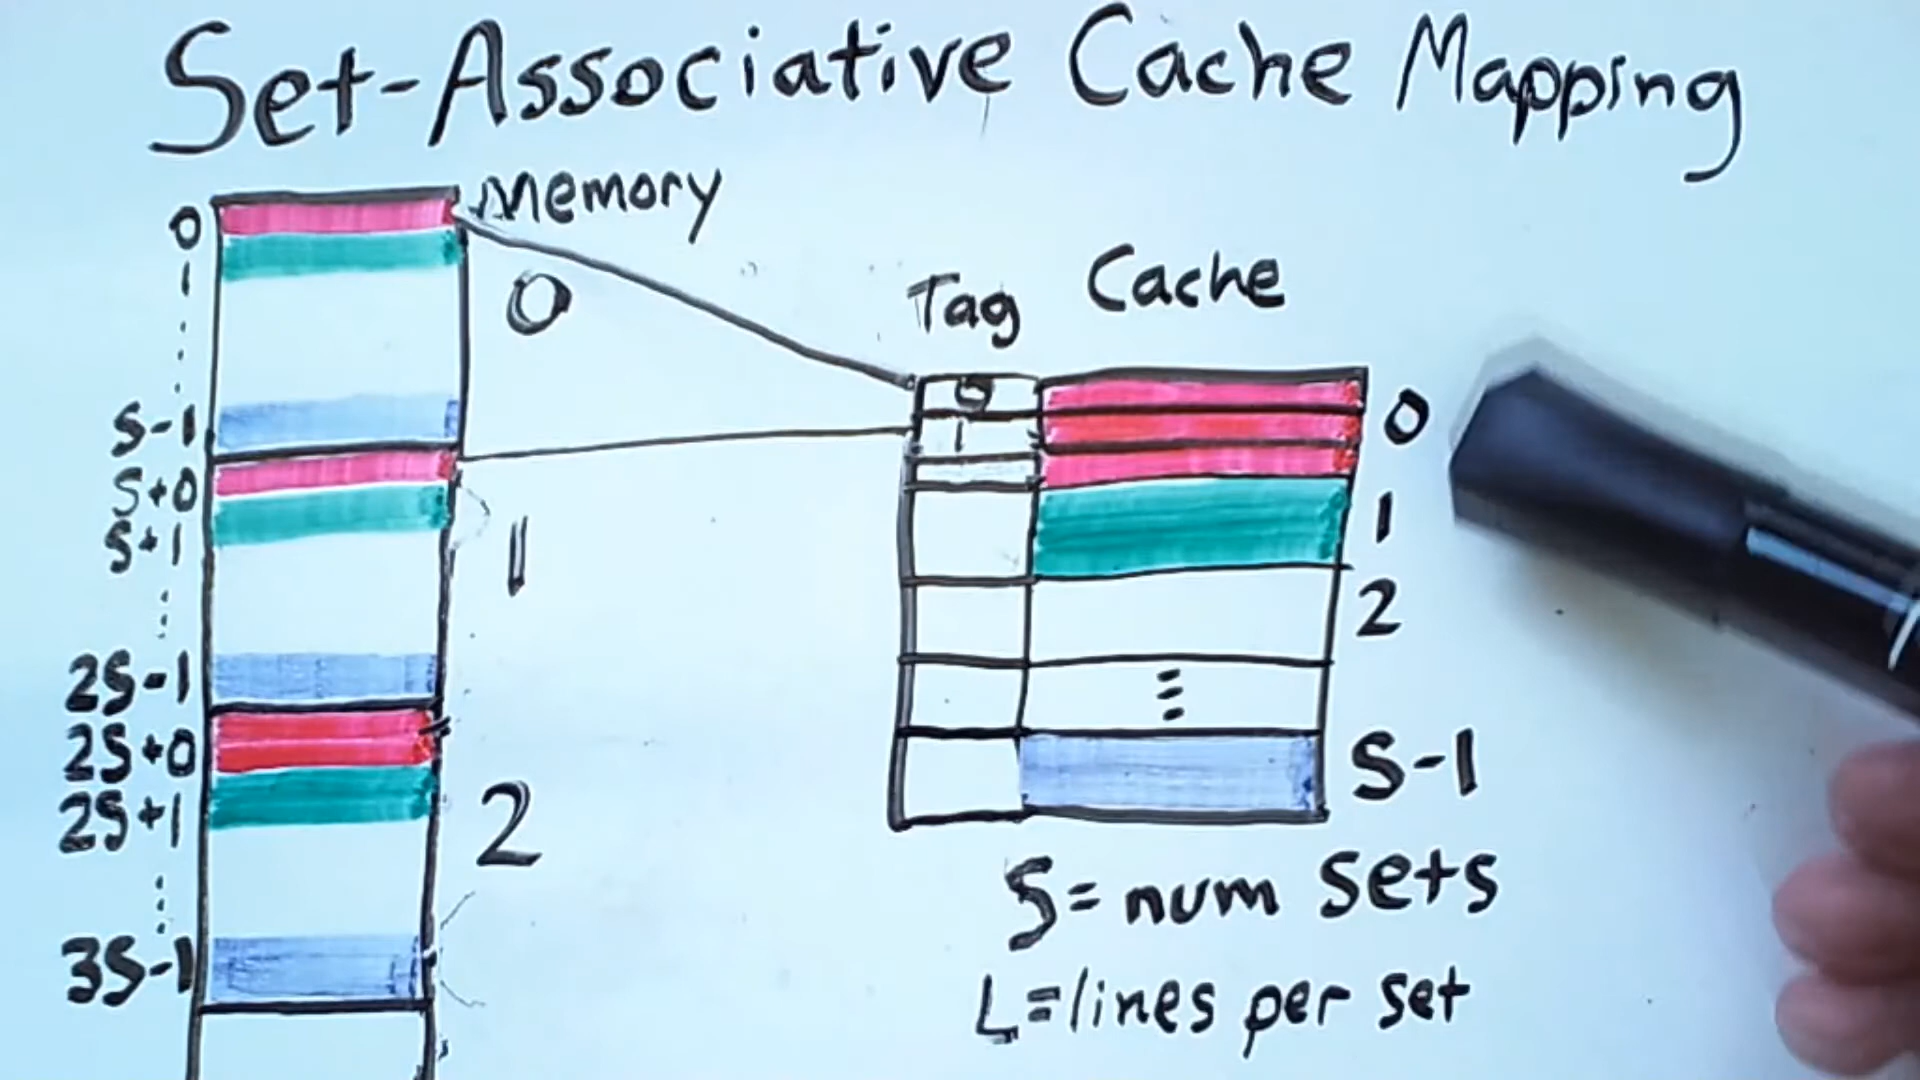 Set-Associative Cache Mapping
Memory
0
1
S-1
S+0
S+1
2S-1
2S+0
2S+1
3S-1
0
1
2
Tag Cache
0
1
0
1
2
S-1
S=num sets
L=lines per set